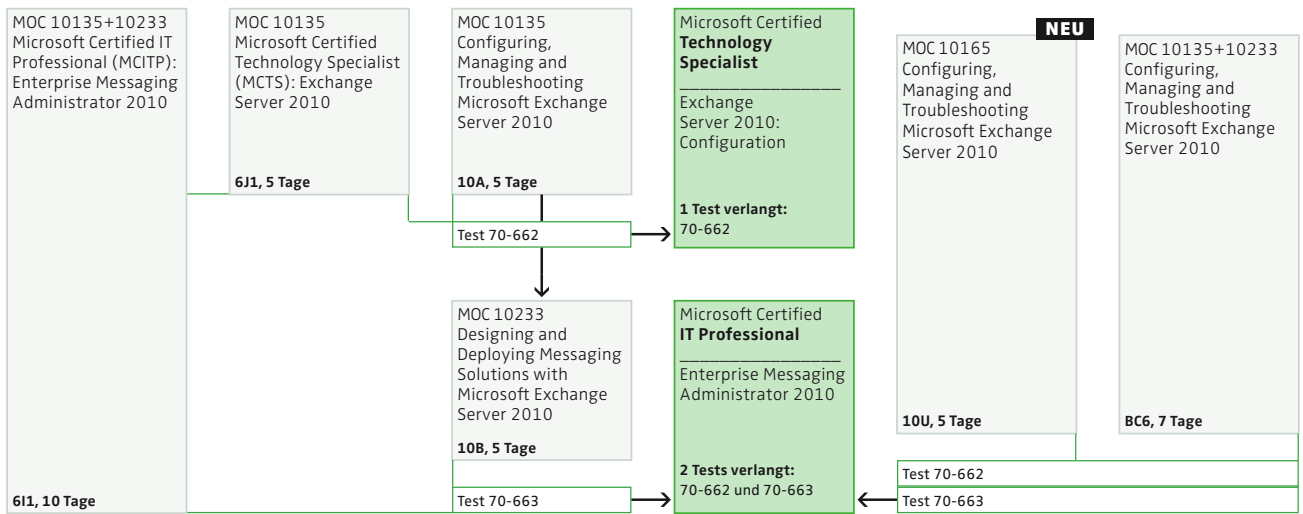 MOC 10135+10233
Microsoft Certified IT
Professional (MCITP):
Enterprise Messaging
Administrator 2010
6I1, 10 Tage
MOC 10135
Microsoft Certified
Technology Specialist
(MCTS): Exchange
Server 2010
6J1, 5 Tage
MOC 10135
Configuring,
Managing and
Troubleshooting
Microsoft Exchange
Server 2010
10A, 5 Tage
Test 70-662
Microsoft Certified
Technology
Specialist
Exchange
Server 2010:
Configuration
1 Test verlangt:
70-662
MOC 10233
Designing and
Deploying Messaging
Solutions with
Microsoft Exchange
Server 2010
10B, 5 Tage
Test 70-663
Microsoft Certified
IT Professional
Enterprise Messaging
Administrator 2010
2 Tests verlangt:
70-662 und 70-663
NEU
MOC 10165
Configuring,
Managing and
Troubleshooting
Microsoft Exchange
Server 2010
10U, 5 Tage
MOC 10135+10233
Configuring,
Managing and
Troubleshooting
Microsoft Exchange
Server 2010
BC6, 7 Tage
Test 70-662
Test 70-663